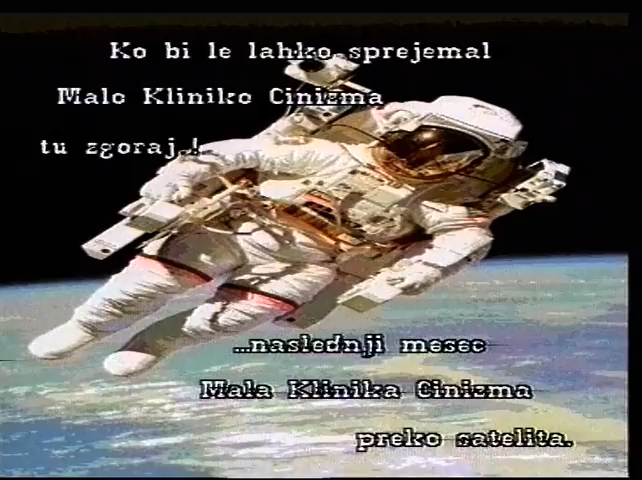 Ko bi le lahko sprejemal
Malo Kliniko Cinizma
tu zgoraj !
...naslednji mesec
Mala Klinika Cinizma
preko satelita.